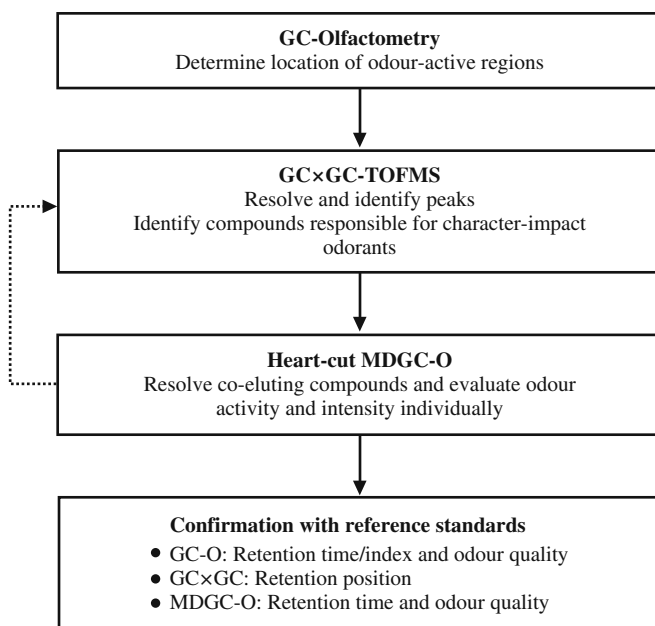 GC-Olfactometry
Determine location of odour-active regions
GC×GC-TOFMS
Resolve and identify peaks
Identify compounds responsible for character-impact
odorants
Heart-cut MDGC-O
Resolve co-eluting compounds and evaluate odour
activity and intensity individually
Confirmation with reference standards
● GC-O: Retention time/index and odour quality
● GC×GC: Retention position
● MDGC-O: Retention time and odour quality